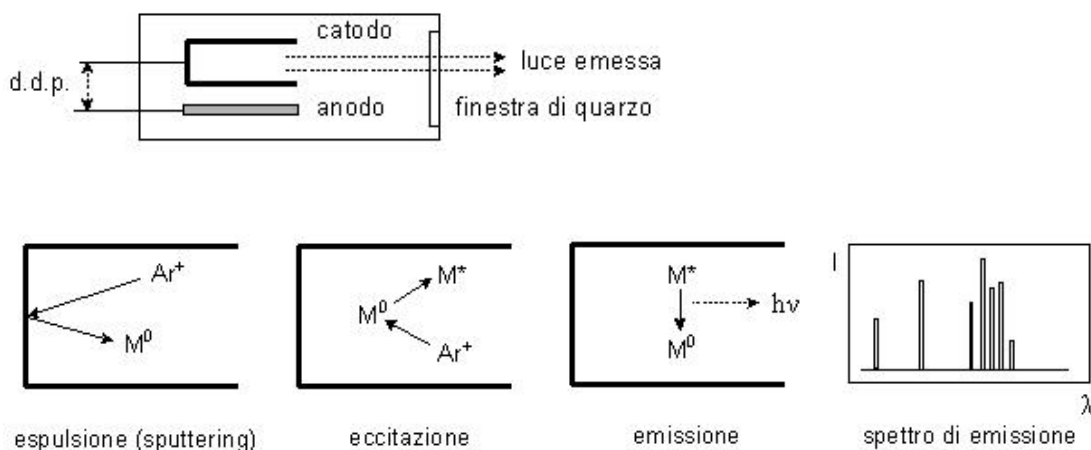 catodo
luce emessa
d.d.p.
anodo
finestra di quarzo
Ar⁺
M⁰
M*
M⁰
Ar⁺
M*
hν
M⁰
I
λ
espulsione (sputtering)
eccitazione
emissione
spettro di emissione